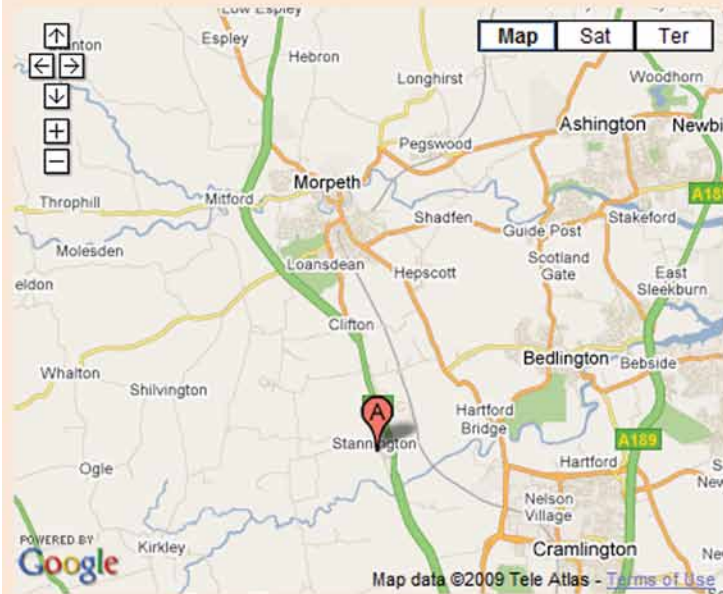 Low Espley
Espley
Hebron
Map Sat Ter
Longhirst
Woodhorn
Ashington
Pegswood
Morpeth
Throphill
Mitford
A189
Shadfen
Stakeford
Guide Post
Molesden
Loansdean
Hepscott
Scotland
Gate
East
Sleekburn
Clifton
Bedlington
Bebside
Whalton
Shilvington
A
Hartford
Bridge
Stannington
A189
Ogle
Hartford
Nelson
Village
POWERED BY
Google
Kirkley
Cramlington
Map data ©2009 Tele Atlas - Terms of Use